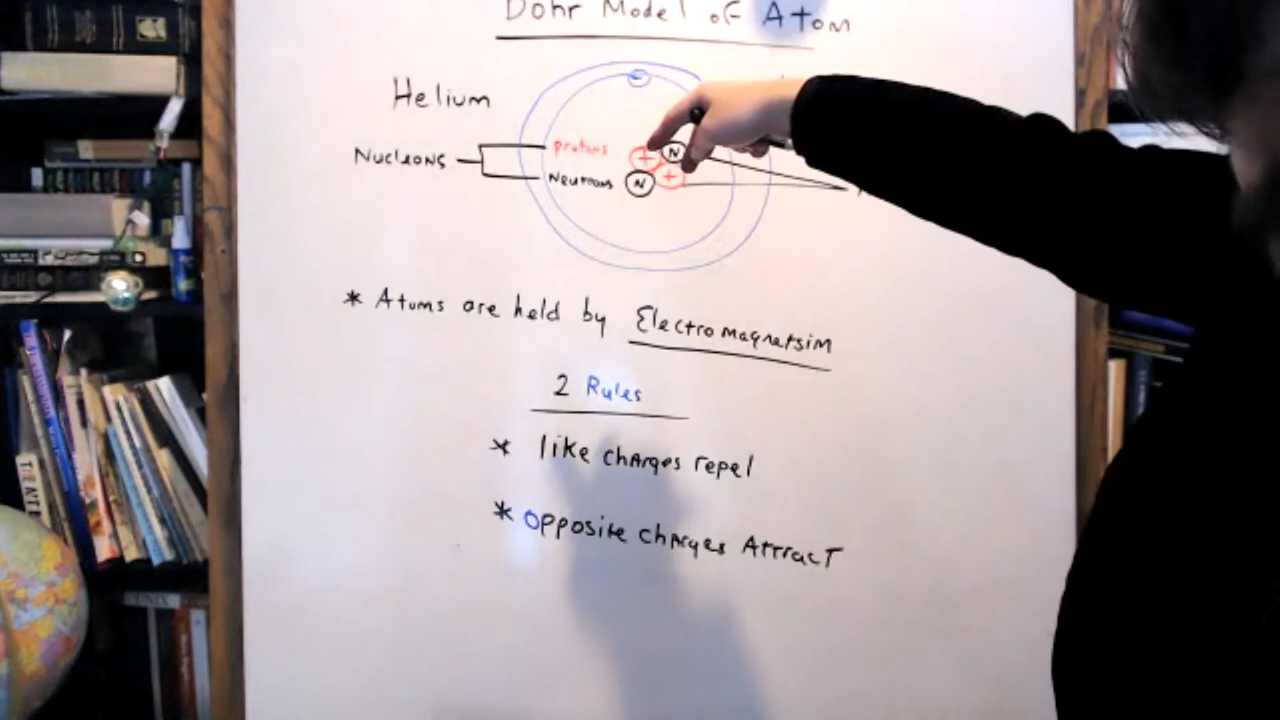 Bohr Model of Atom
Helium
Nucleons
protons
Neutrons
-
+
N
N
+
* Atoms are held by Electromagnetsim
2 Rules
* like charges repel
* opposite charges Attract